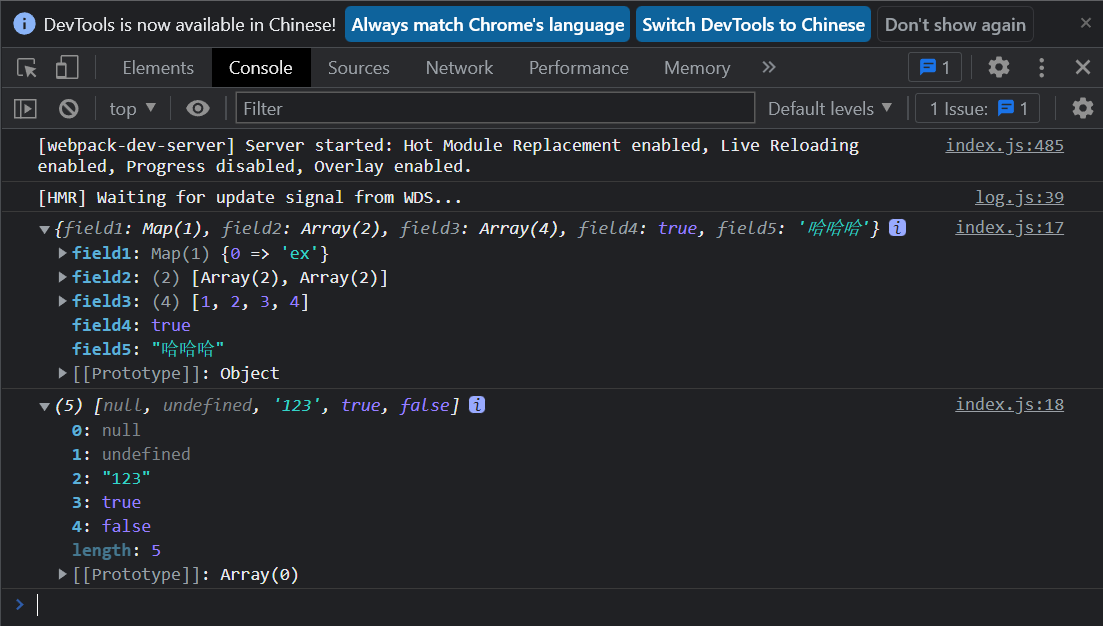 DevTools is now available in Chinese! Always match Chrome's language Switch DevTools to Chinese Don't show again
Elements Console Sources Network Performance Memory 1
top Filter Default levels 1 Issue: 1
[webpack-dev-server] Server started: Hot Module Replacement enabled, Live Reloading index.js:485
enabled, Progress disabled, Overlay enabled.
[HMR] Waiting for update signal from WDS... log.js:39
{field1: Map(1), field2: Array(2), field3: Array(4), field4: true, field5: '哈哈哈'} index.js:17
field1: Map(1) {0 => 'ex'}
field2: (2) [Array(2), Array(2)]
field3: (4) [1, 2, 3, 4]
field4: true
field5: "哈哈哈"
[[Prototype]]: Object
(5) [null, undefined, '123', true, false] index.js:18
0: null
1: undefined
2: "123"
3: true
4: false
length: 5
[[Prototype]]: Array(0)